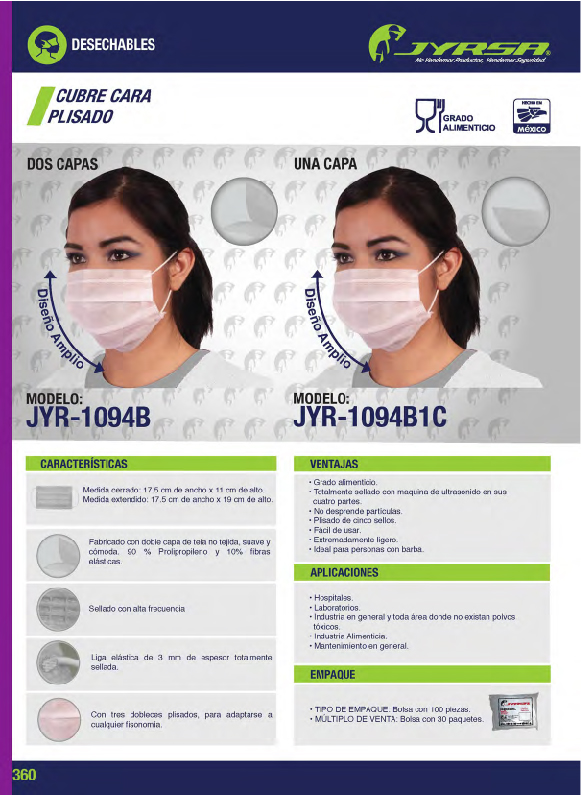 DESECHABLES
JYRSA®
No Vendemos Productos, Vendemos Seguridad
CUBRE CARA
PLISADO
GRADO
ALIMENTICIO
HECHO EN
MÉXICO
DOS CAPAS
UNA CAPA
Diseño Amplio
Diseño Amplio
MODELO:
JYR-1094B
MODELO:
JYR-1094B1C
CARACTERÍSTICAS
Medida cerrado: 17.5 cm de ancho x 11 cm de alto.
Medida extendido: 17.5 cm de ancho x 19 cm de alto.
Fabricado con doble capa de tela no tejida, suave y
cómoda. 90 % Prolipropileno y 10% fibras
elásticas
Sellado con alta frecuencia
Liga elástica de 3 mm de espesor totalmente
sellada.
Con tres dobleces plisados, para adaptarse a
cualquier fisonomía.
VENTAJAS
• Grado alimenticio.
• Totalmente sellado con maquina de ultrasonido en sus
cuatro partes.
• No desprende partículas.
• Plisado de cinco sellos.
• Facil de usar.
• Extremadamente ligero.
• Ideal para personas con barba.
APLICACIONES
• Hospitales.
• Laboratorios.
• Industria en general y toda área donde no existan polvos
tóxicos.
• Industria Alimenticia.
• Mantenimiento en general.
EMPAQUE
• TIPO DE EMPAQUE: Bolsa con 100 piezas.
• MÚLTIPLO DE VENTA: Bolsa con 30 paquetes.
JYRSA
360